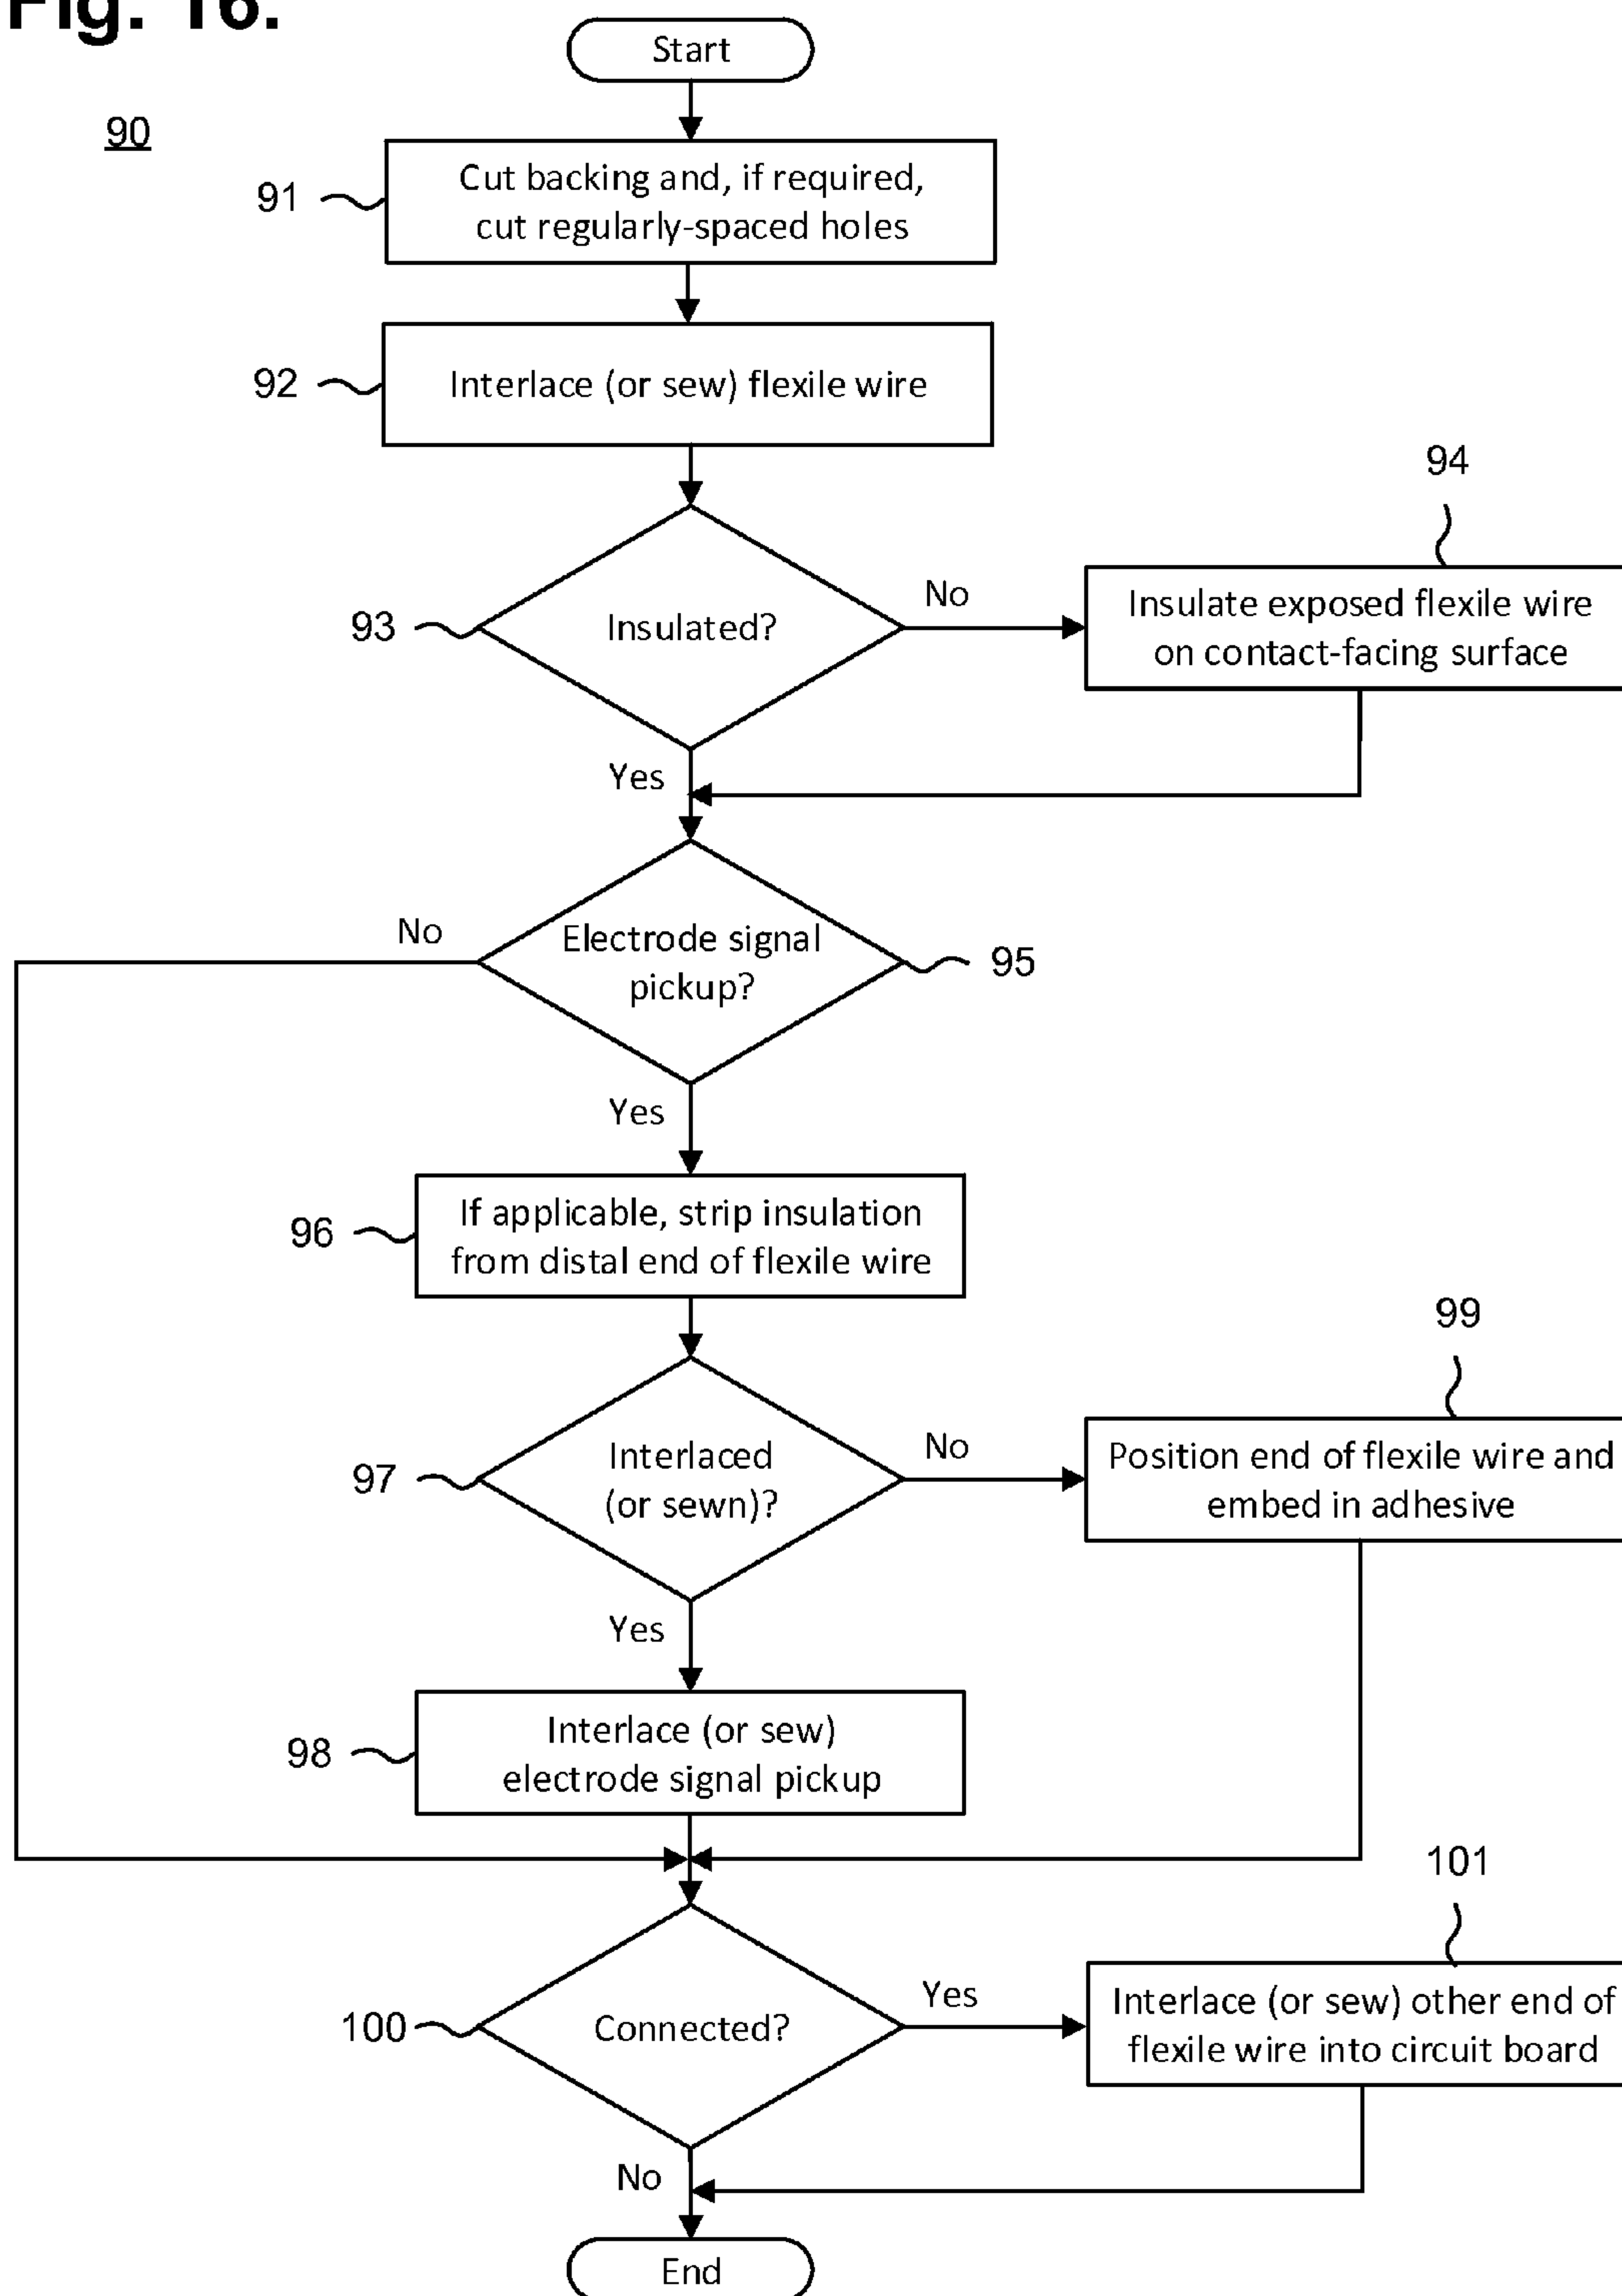 Fig. 16.
Start
90
91
Cut backing and, if required,
cut regularly-spaced holes
92
Interlace (or sew) flexile wire
94
93
Insulated?
No
Insulate exposed flexile wire
on contact-facing surface
Yes
No
Electrode signal
pickup?
95
Yes
96
If applicable, strip insulation
from distal end of flexile wire
99
97
Interlaced
(or sewn)?
No
Position end of flexile wire and
embed in adhesive
Yes
98
Interlace (or sew)
electrode signal pickup
101
100
Connected?
Yes
Interlace (or sew) other end of
flexile wire into circuit board
No
End